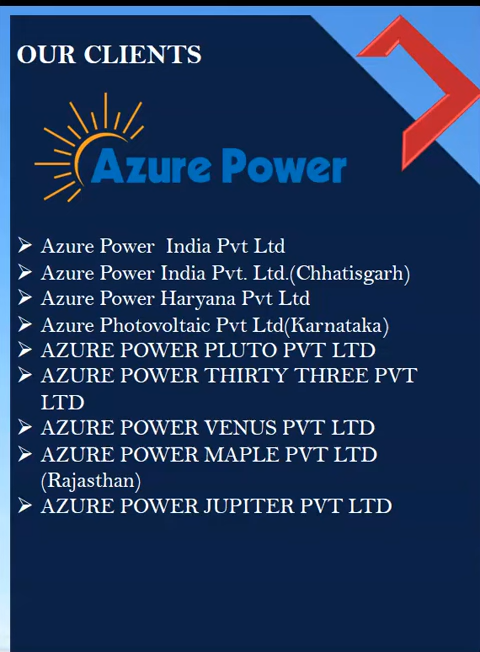 OUR CLIENTS
Azure Power
Azure Power India Pvt Ltd
Azure Power India Pvt. Ltd.(Chhatisgarh)
Azure Power Haryana Pvt Ltd
Azure Photovoltaic Pvt Ltd(Karnataka)
AZURE POWER PLUTO PVT LTD
AZURE POWER THIRTY THREE PVT
LTD
AZURE POWER VENUS PVT LTD
AZURE POWER MAPLE PVT LTD
(Rajasthan)
AZURE POWER JUPITER PVT LTD